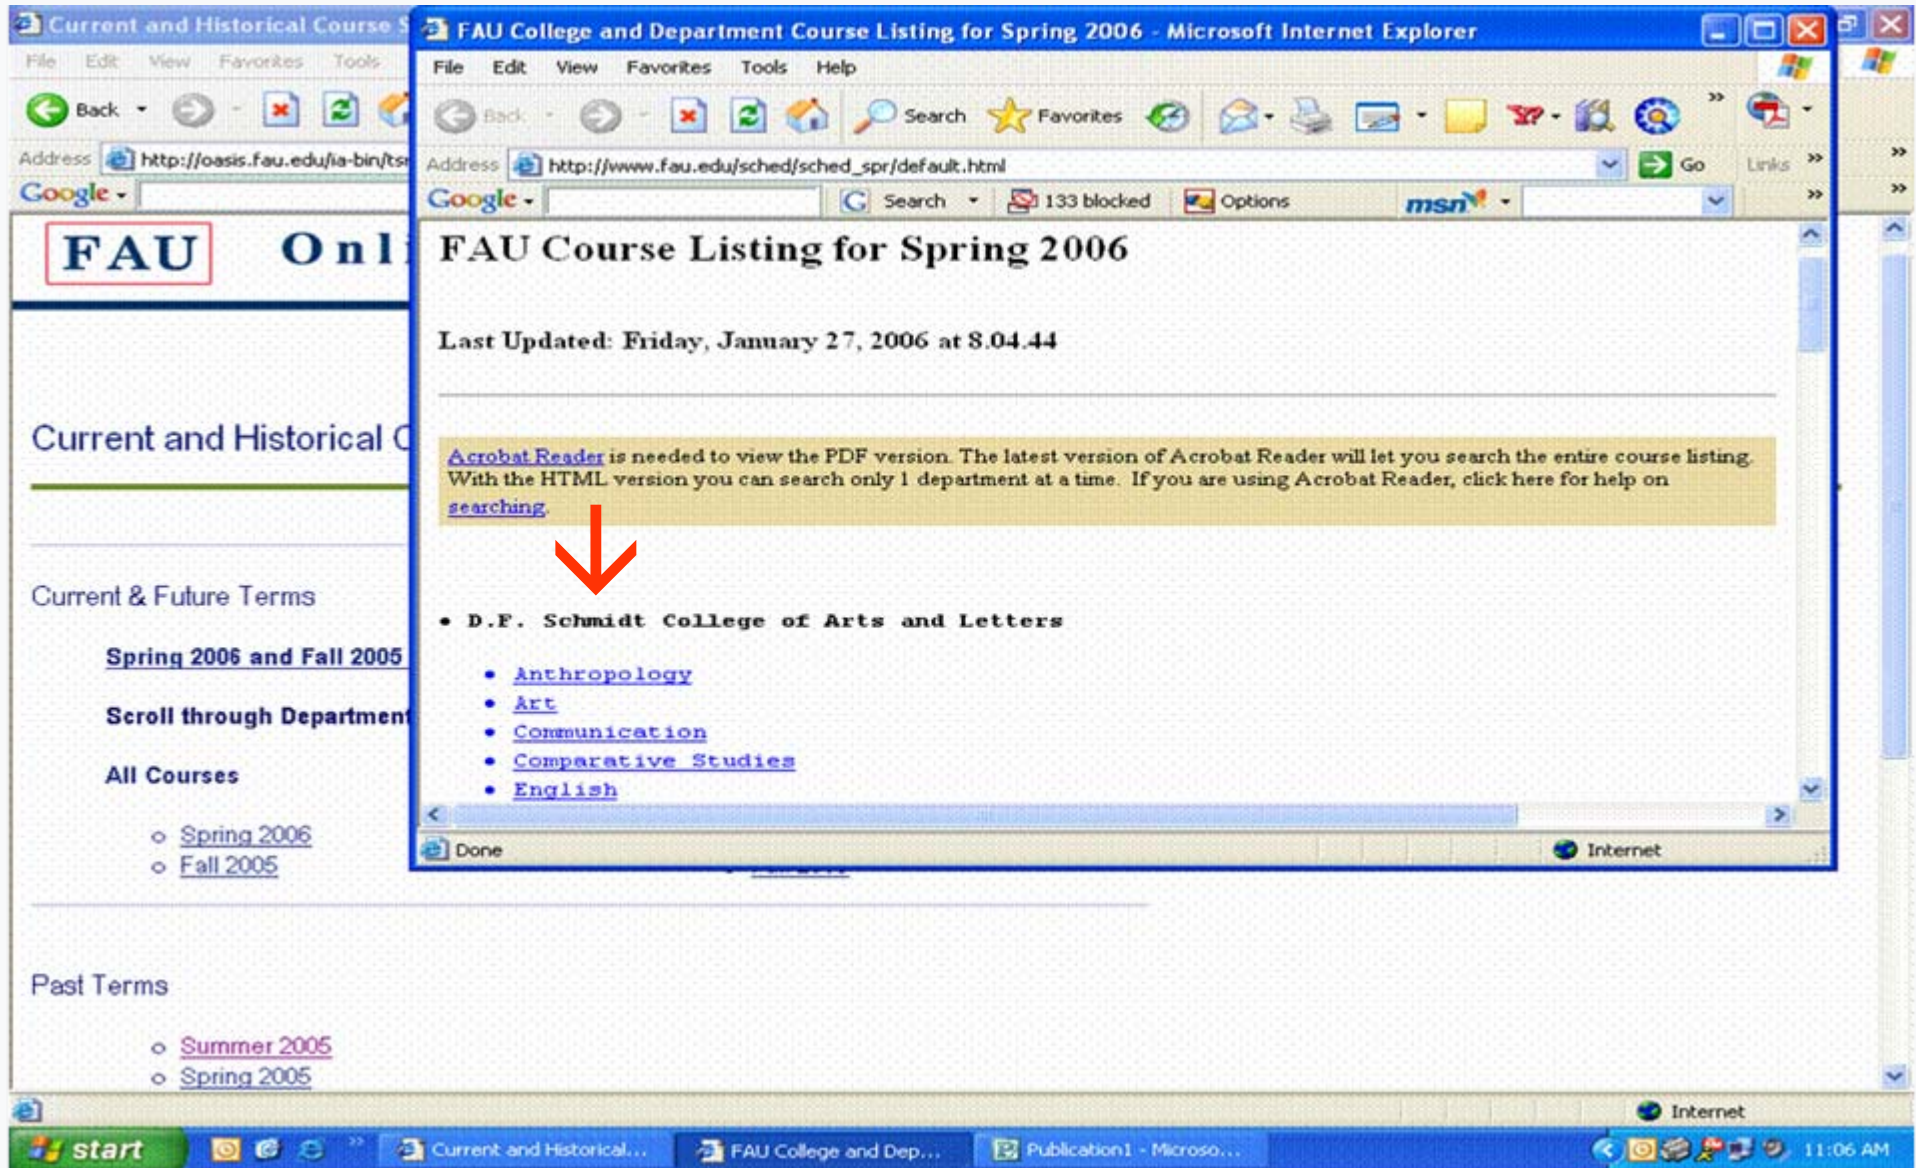 Current and Historical Course S
File Edit View Favorites Tools
Back
Address http://oasis.fau.edu/ia-bin/tsr
Google
FAU Onli
Current and Historical C
Current & Future Terms
Spring 2006 and Fall 2005
Scroll through Department
All Courses
Spring 2006
Fall 2005
Past Terms
Summer 2005
Spring 2005
FAU College and Department Course Listing for Spring 2006 - Microsoft Internet Explorer
File Edit View Favorites Tools Help
Back Search Favorites
Address http://www.fau.edu/sched/sched_spr/default.html Go Links
Google Search 133 blocked Options msn
FAU Course Listing for Spring 2006
Last Updated: Friday, January 27, 2006 at 8.04.44
Acrobat Reader is needed to view the PDF version. The latest version of Acrobat Reader will let you search the entire course listing.
With the HTML version you can search only 1 department at a time. If you are using Acrobat Reader, click here for help on
searching.
• D.F. Schmidt College of Arts and Letters
• Anthropology
• Art
• Communication
• Comparative Studies
• English
Done Internet
Internet
start Current and Historical... FAU College and Dep... Publication1 - Microso... 11:06 AM